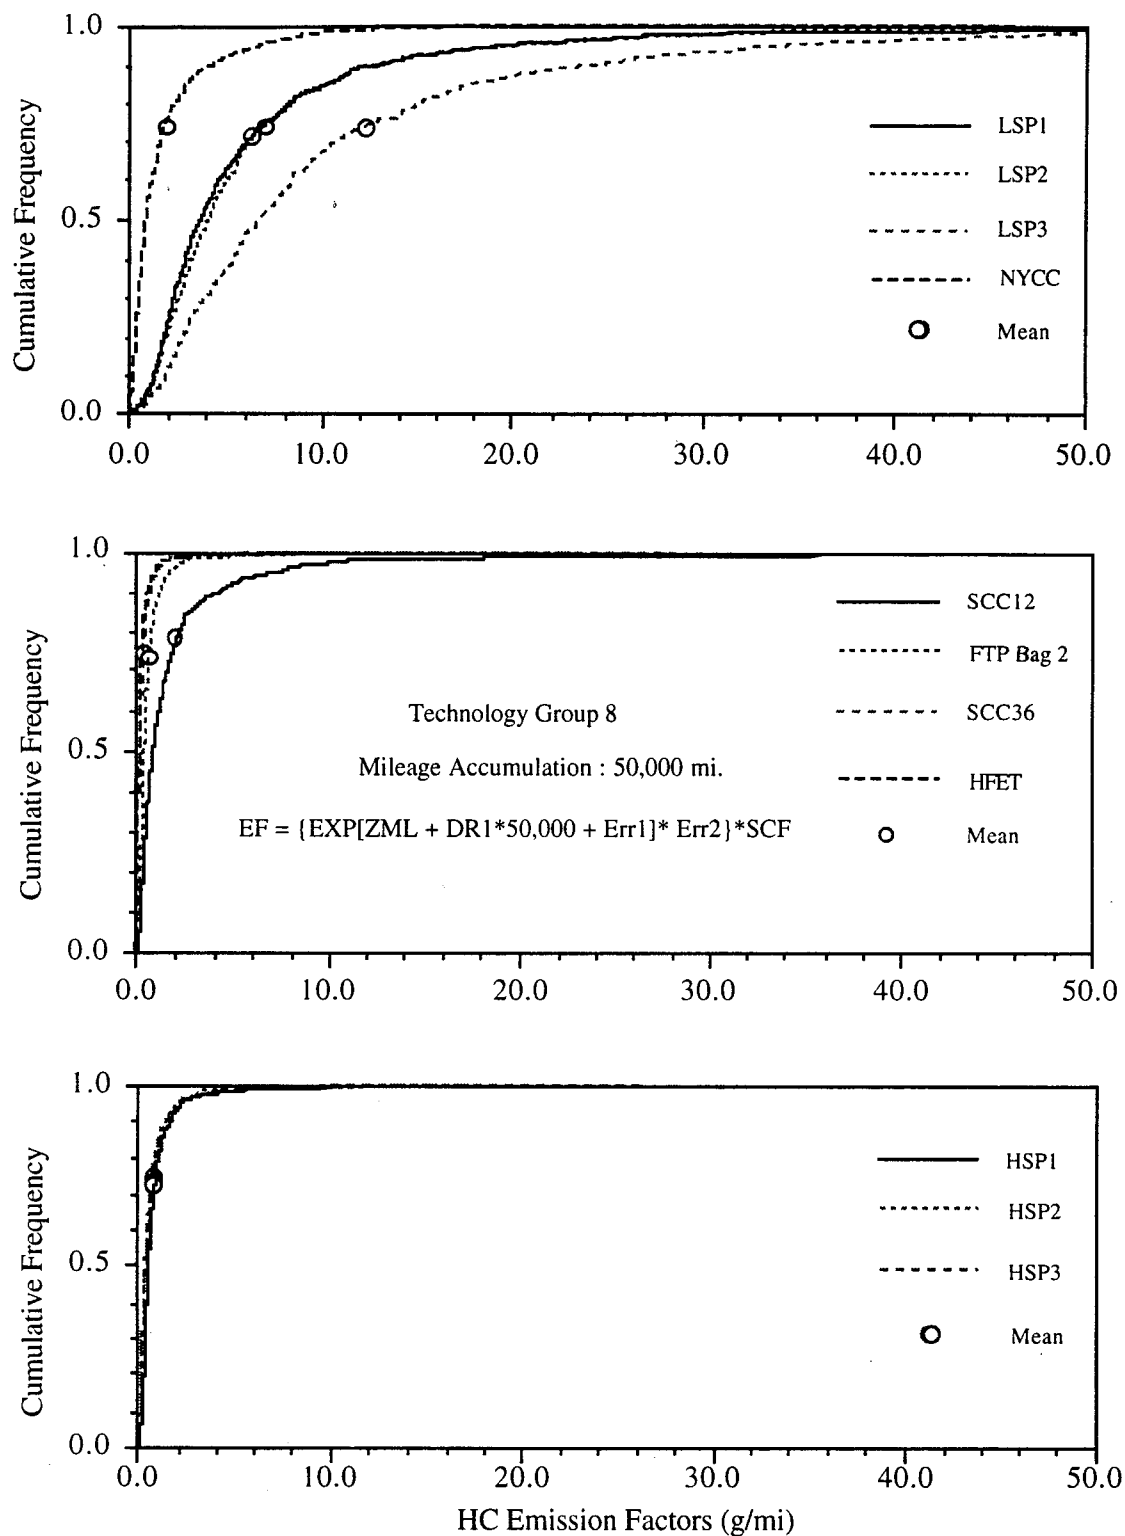 1.0
0.5
0.0
Cumulative Frequency
LSP1
LSP2
LSP3
NYCC
Mean
0.0 10.0 20.0 30.0 40.0 50.0
1.0
0.5
0.0
Cumulative Frequency
SCC12
FTP Bag 2
SCC36
HFET
Mean
Technology Group 8
Mileage Accumulation : 50,000 mi.
EF = {EXP[ZML + DR1*50,000 + Err1]* Err2}*SCF
0.0 10.0 20.0 30.0 40.0 50.0
1.0
0.5
0.0
Cumulative Frequency
HSP1
HSP2
HSP3
Mean
0.0 10.0 20.0 30.0 40.0 50.0
HC Emission Factors (g/mi)